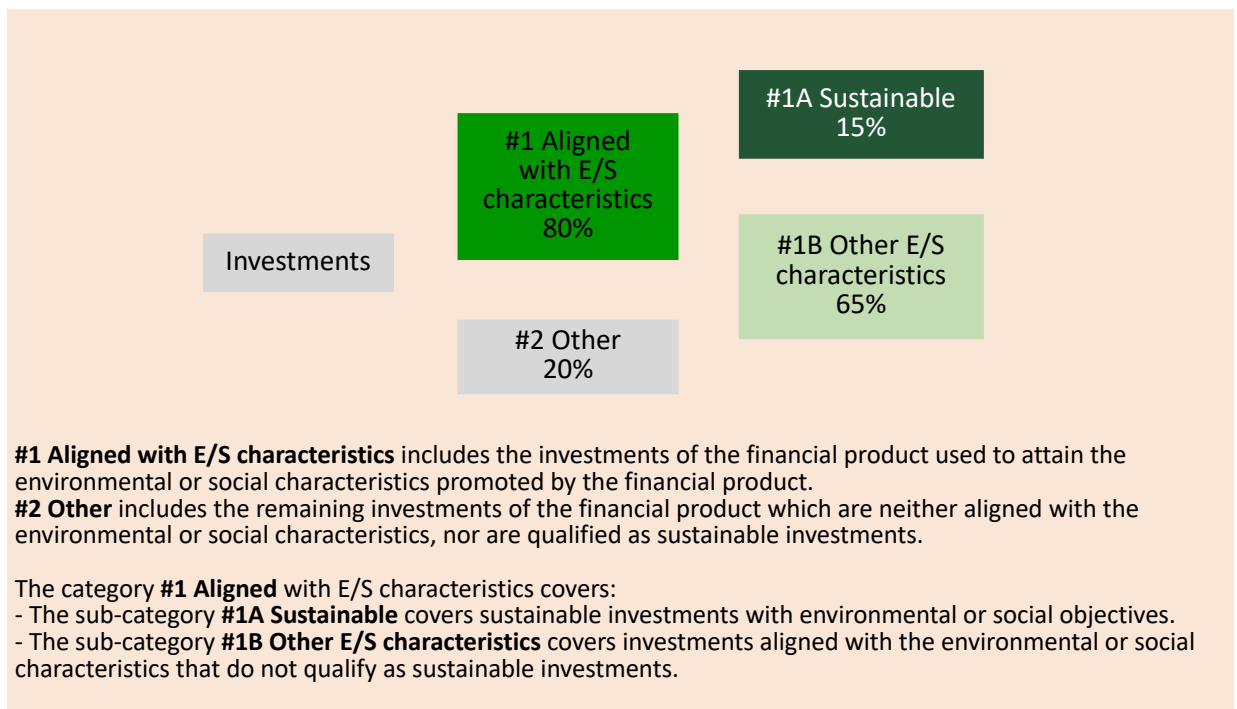 #1A Sustainable
15%
#1 Aligned
with E/S
characteristics
80%
#1B Other E/S
characteristics
65%
Investments
#2 Other
20%
#1 Aligned with E/S characteristics includes the investments of the financial product used to attain the
environmental or social characteristics promoted by the financial product.
#2 Other includes the remaining investments of the financial product which are neither aligned with the
environmental or social characteristics, nor are qualified as sustainable investments.
The category #1 Aligned with E/S characteristics covers:
- The sub-category #1A Sustainable covers sustainable investments with environmental or social objectives.
- The sub-category #1B Other E/S characteristics covers investments aligned with the environmental or social
characteristics that do not qualify as sustainable investments.